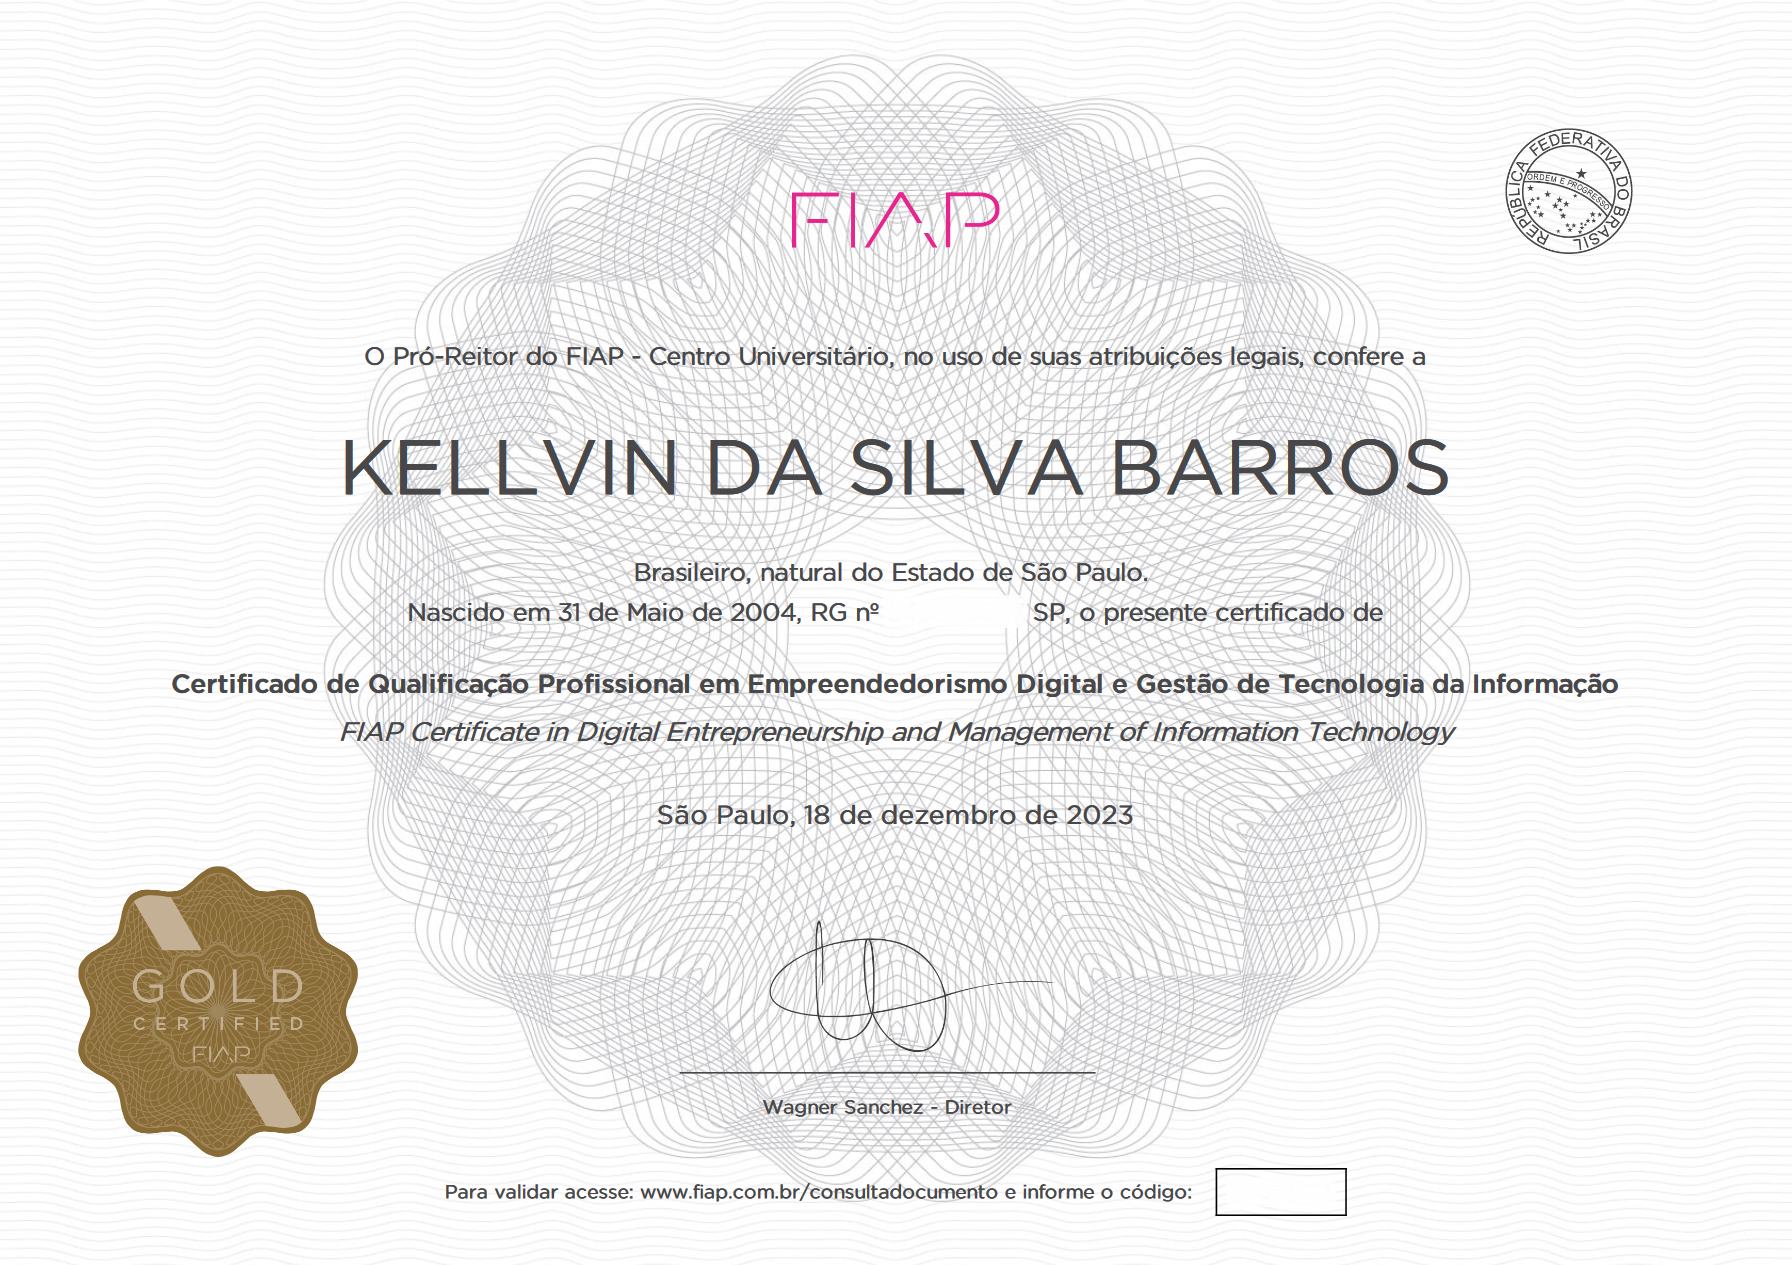 FIAP
REPÚBLICA FEDERATIVA DO BRASIL
ORDEM E PROGRESSO
O Pró-Reitor do FIAP - Centro Universitário, no uso de suas atribuições legais, confere a
KELLVIN DA SILVA BARROS
Brasileiro, natural do Estado de São Paulo.
Nascido em 31 de Maio de 2004, RG nº SP, o presente certificado de
Certificado de Qualificação Profissional em Empreendedorismo Digital e Gestão de Tecnologia da Informação
FIAP Certificate in Digital Entrepreneurship and Management of Information Technology
São Paulo, 18 de dezembro de 2023
GOLD
CERTIFIED
FIAP
Wagner Sanchez - Diretor
Para validar acesse: www.fiap.com.br/consultadocumento e informe o código: